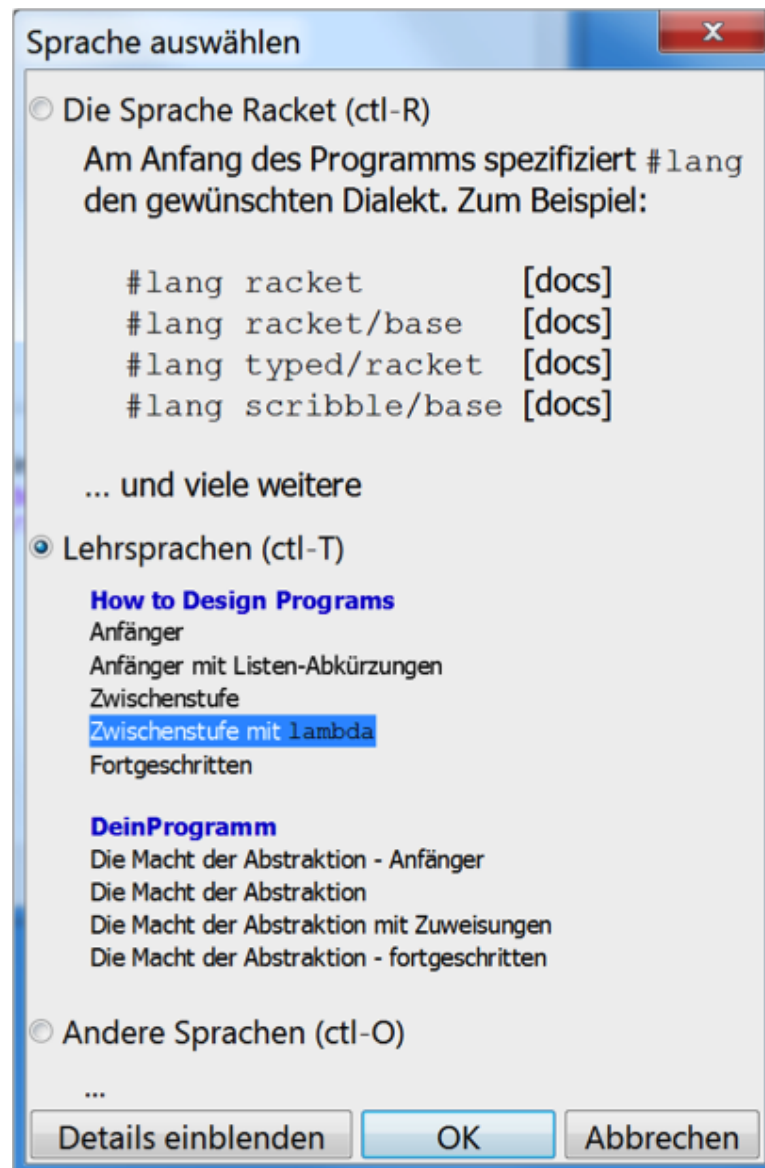 Sprache auswählen
x
Die Sprache Racket (ctl-R)
Am Anfang des Programms spezifiziert #lang
den gewünschten Dialekt. Zum Beispiel:
#lang racket [docs]
#lang racket/base [docs]
#lang typed/racket [docs]
#lang scribble/base [docs]
... und viele weitere
Lehrsprachen (ctl-T)
How to Design Programs
Anfänger
Anfänger mit Listen-Abkürzungen
Zwischenstufe
Zwischenstufe mit lambda
Fortgeschritten
DeinProgramm
Die Macht der Abstraktion - Anfänger
Die Macht der Abstraktion
Die Macht der Abstraktion mit Zuweisungen
Die Macht der Abstraktion - fortgeschritten
Andere Sprachen (ctl-O)
...
Details einblenden OK Abbrechen